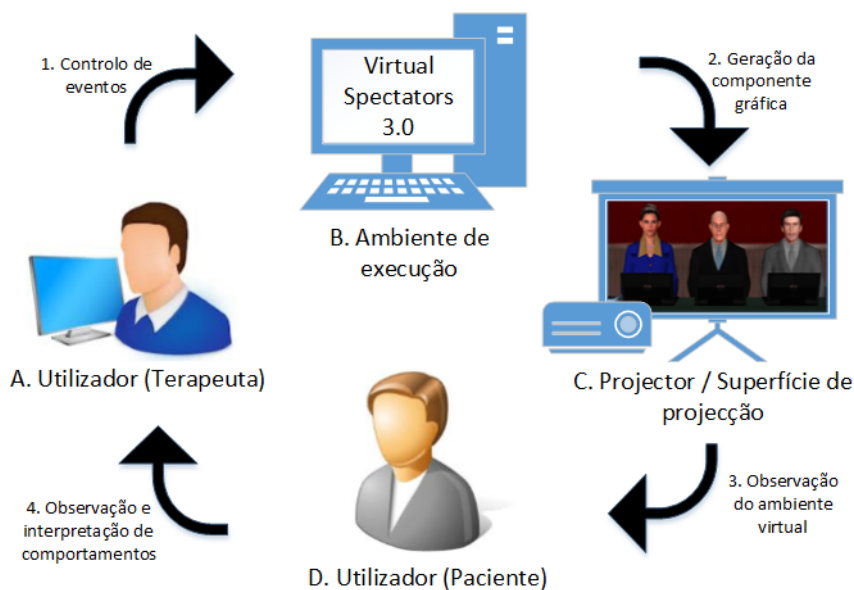 1. Controlo de
eventos
Virtual
Spectators
3.0
2. Geração da
componente
gráfica
B. Ambiente de
execução
A. Utilizador (Terapeuta)
C. Projector / Superfície de
projecção
3. Observação
do ambiente
virtual
4. Observação e
interpretação de
comportamentos
D. Utilizador (Paciente)